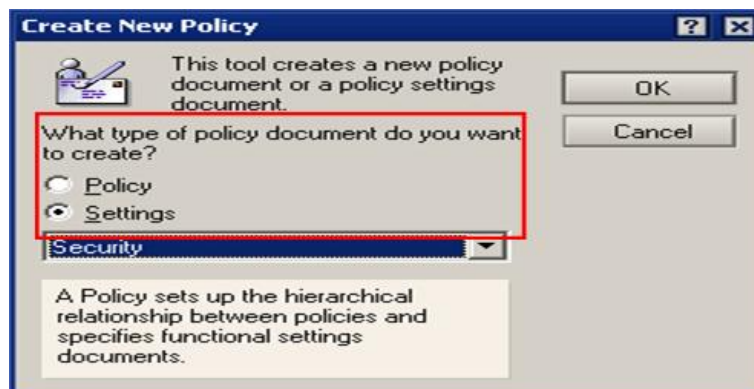 Create New Policy
This tool creates a new policy
document or a policy settings
document.
OK
Cancel
What type of policy document do you want
to create?
Policy
Settings
Security
A Policy sets up the hierarchical
relationship between policies and
specifies functional settings
documents.